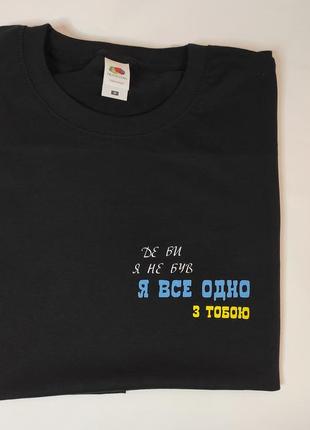 ДЕ БИ
Я НЕ БУВ
Я ВСЕ ОДНО
З ТОБОЮ